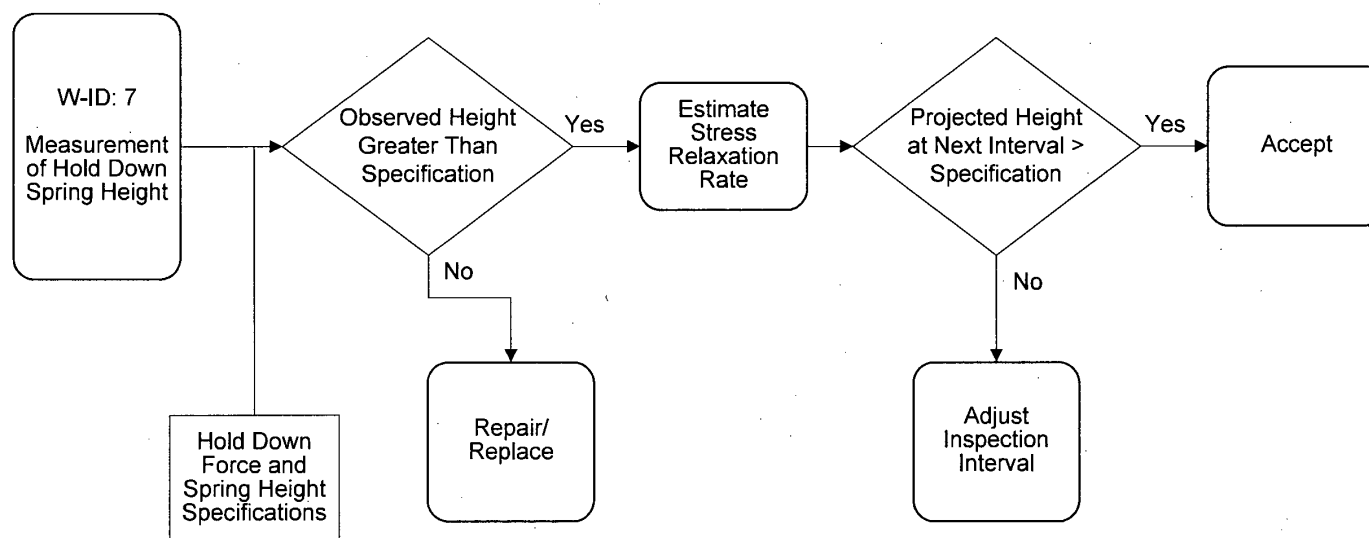 W-ID: 7
Measurement
of Hold Down
Spring Height
Observed Height
Greater Than
Specification
Yes
No
Estimate
Stress
Relaxation
Rate
Projected Height
at Next Interval >
Specification
Yes
No
Accept
Hold Down
Force and
Spring Height
Specifications
Repair/
Replace
Adjust
Inspection
Interval